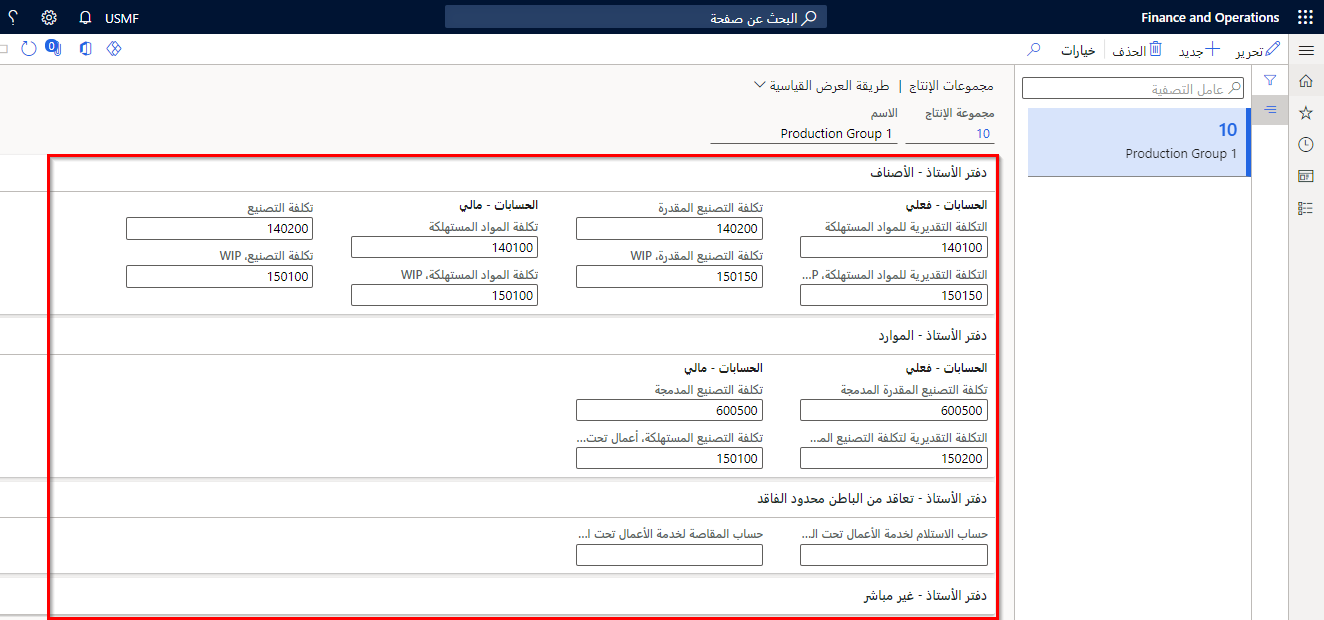 Finance and Operations
البحث عن صفحة
USMF
تحرير
جديد
الحذف
خيارات
0
عامل التصفية
10
Production Group 1
مجموعات الإنتاج | طريقة العرض القياسية
مجموعة الإنتاج
الاسم
10
Production Group 1
دفتر الأستاذ - الأصناف
الحسابات - فعلي
التكلفة التقديرية للمواد المستهلكة
140100
التكلفة التقديرية للمواد المستهلكة، P...
150150
تكلفة التصنيع المقدرة
140200
تكلفة التصنيع المقدرة، WIP
150150
الحسابات - مالي
تكلفة المواد المستهلكة
140100
تكلفة المواد المستهلكة، WIP
150100
تكلفة التصنيع
140200
تكلفة التصنيع، WIP
150100
دفتر الأستاذ - الموارد
الحسابات - فعلي
تكلفة التصنيع المقدرة المدمجة
600500
التكلفة التقديرية لتكلفة التصنيع الم...
150200
الحسابات - مالي
تكلفة التصنيع المدمجة
600500
تكلفة التصنيع المستهلكة، أعمال تحت...
150100
دفتر الأستاذ - تعاقد من الباطن محدود الفاقد
حساب الاستلام لخدمة الأعمال تحت ال...
حساب المقاصة لخدمة الأعمال تحت ا...
دفتر الأستاذ - غير مباشر